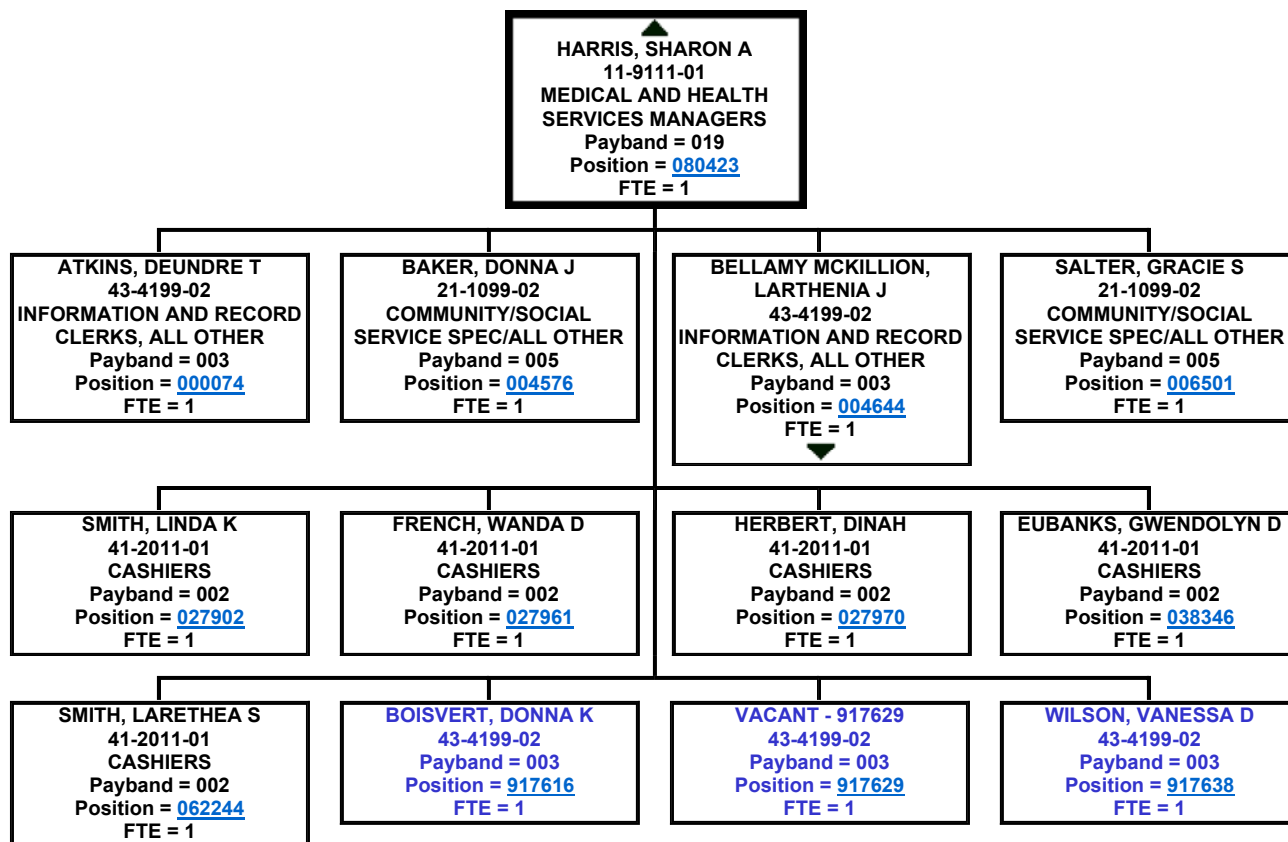 HARRIS, SHARON A
11-9111-01
MEDICAL AND HEALTH
SERVICES MANAGERS
Payband = 019
Position = 080423
FTE = 1
ATKINS, DEUNDRE T
43-4199-02
INFORMATION AND RECORD
CLERKS, ALL OTHER
Payband = 003
Position = 000074
FTE = 1
BAKER, DONNA J
21-1099-02
COMMUNITY/SOCIAL
SERVICE SPEC/ALL OTHER
Payband = 005
Position = 004576
FTE = 1
BELLAMY MCKILLION,
LARTHENIA J
43-4199-02
INFORMATION AND RECORD
CLERKS, ALL OTHER
Payband = 003
Position = 004644
FTE = 1
SALTER, GRACIE S
21-1099-02
COMMUNITY/SOCIAL
SERVICE SPEC/ALL OTHER
Payband = 005
Position = 006501
FTE = 1
SMITH, LINDA K
41-2011-01
CASHIERS
Payband = 002
Position = 027902
FTE = 1
FRENCH, WANDA D
41-2011-01
CASHIERS
Payband = 002
Position = 027961
FTE = 1
HERBERT, DINAH
41-2011-01
CASHIERS
Payband = 002
Position = 027970
FTE = 1
EUBANKS, GWENDOLYN D
41-2011-01
CASHIERS
Payband = 002
Position = 038346
FTE = 1
SMITH, LARETHEA S
41-2011-01
CASHIERS
Payband = 002
Position = 062244
FTE = 1
BOISVERT, DONNA K
43-4199-02
Payband = 003
Position = 917616
FTE = 1
VACANT - 917629
43-4199-02
Payband = 003
Position = 917629
FTE = 1
WILSON, VANESSA D
43-4199-02
Payband = 003
Position = 917638
FTE = 1